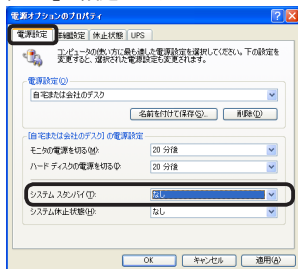 電源オプションのプロパティ
電源設定 詳細設定 休止状態 UPS
コンピュータの使い方に最も適した電源設定を選択してください。下の設定を
変更すると、選択された電源設定も変更されます。
電源設定(O)
自宅または会社のデスク
名前を付けて保存(S)... 削除(D)
[自宅または会社のデスク] の電源設定
モニタの電源を切る(M): 20 分後
ハード ディスクの電源を切る(I): 20 分後
システム スタンバイ(T): なし
システム休止状態(H): なし
OK キャンセル 適用(A)